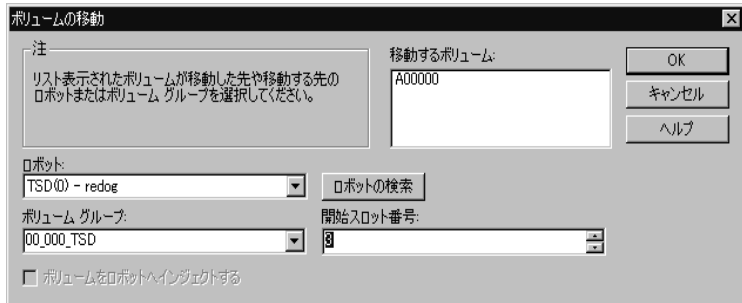 ボリュームの移動
注
リスト表示されたボリュームが移動した先や移動する先の
ロボットまたはボリューム グループを選択してください。
移動するボリューム:
A00000
OK
キャンセル
ヘルプ
ロボット:
TSD(0) - redog
ロボットの検索
ボリューム グループ:
00_000_TSD
開始スロット番号:
3
ボリュームをロボットへインジェクトする